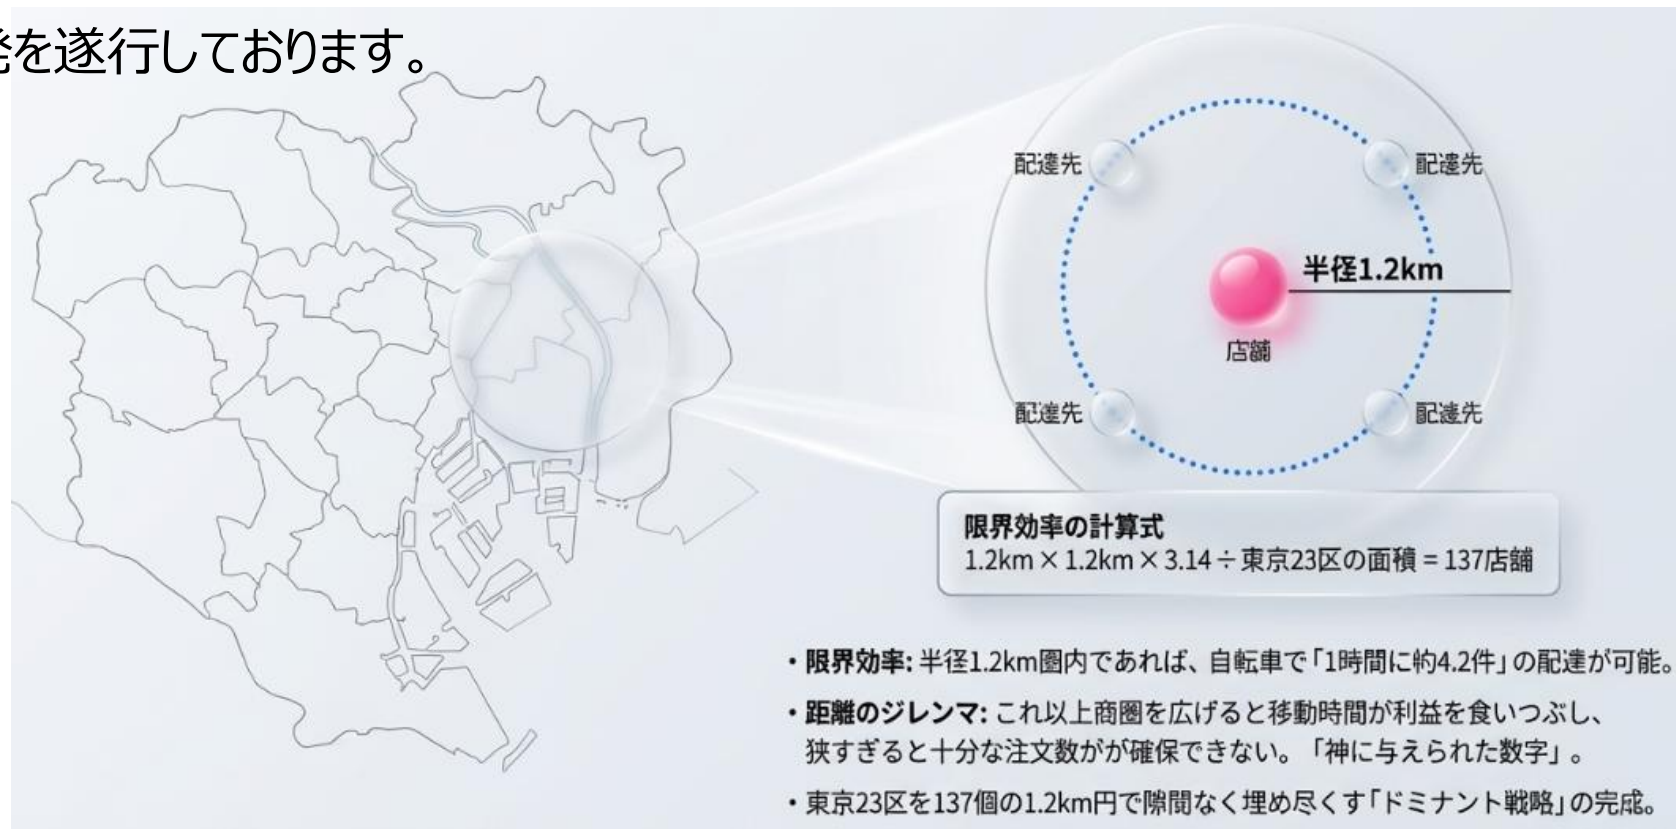 を遂行しております。
配達先
配達先
半径1.2km
店舗
配達先
配達先
限界効率の計算式
1.2km × 1.2km × 3.14 ÷ 東京23区の面積 = 137店舗
・限界効率: 半径1.2km圏内であれば、自転車で「1時間に約4.2件」の配達が可能。
・距離のジレンマ: これ以上商圏を広げると移動時間が利益を食いつぶし、
狭すぎると十分な注文数がが確保できない。「神に与えられた数字」。
・東京23区を137個の1.2km円で隙間なく埋め尽くす「ドミナント戦略」の完成。